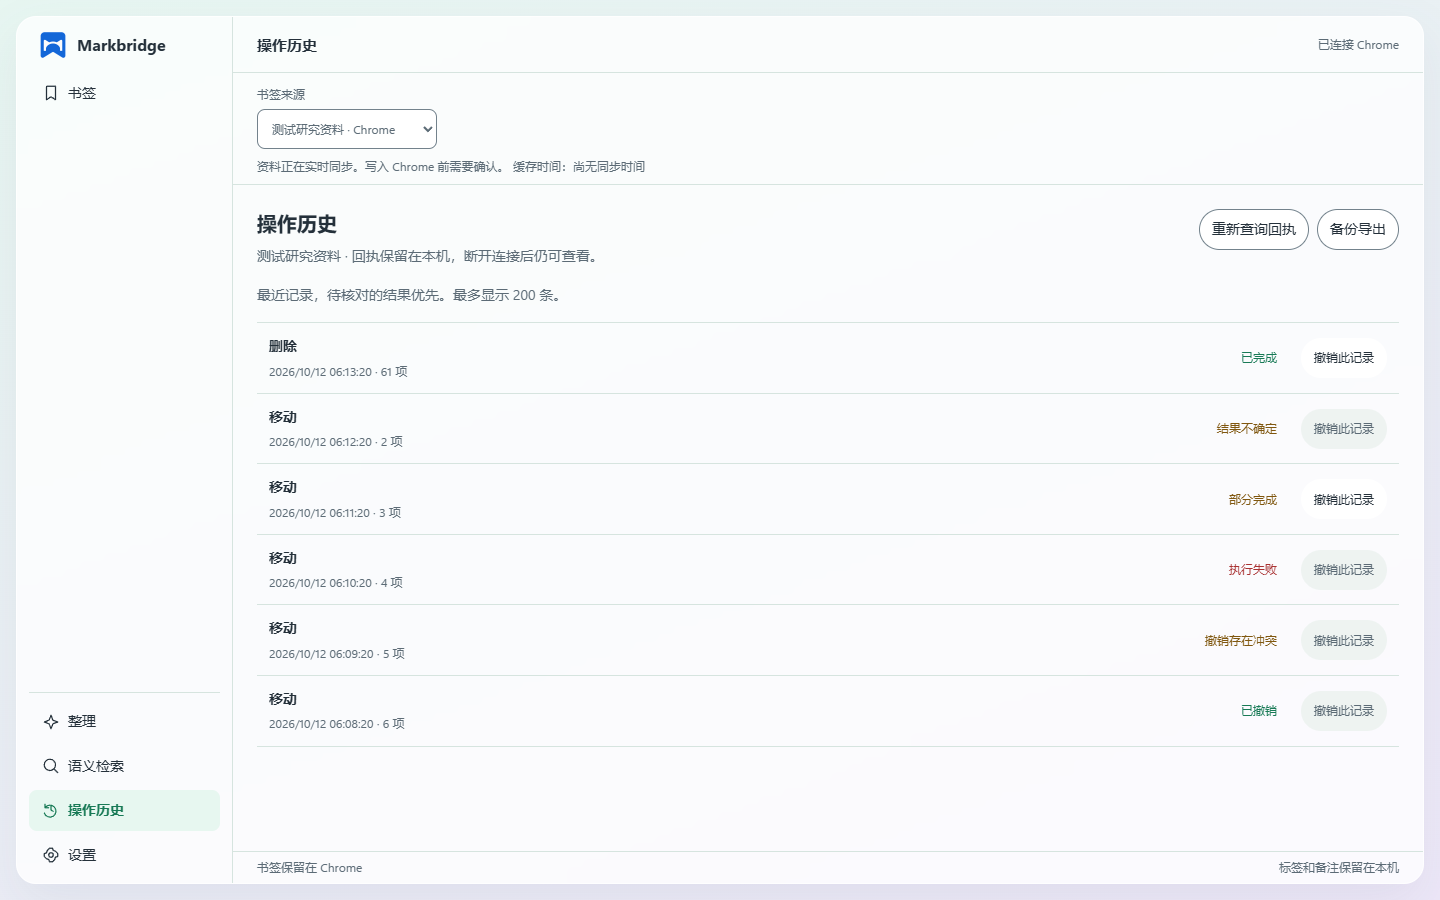 Markbridge
书签
整理
语义检索
操作历史
设置
操作历史
已连接 Chrome
书签来源
测试研究资料 · Chrome
资料正在实时同步。写入 Chrome 前需要确认。 缓存时间：尚无同步时间
操作历史
重新查询回执
备份导出
测试研究资料 · 回执保留在本机，断开连接后仍可查看。
最近记录，待核对的结果优先。最多显示 200 条。
删除
2026/10/12 06:13:20 · 61 项
已完成
撤销此记录
移动
2026/10/12 06:12:20 · 2 项
结果不确定
撤销此记录
移动
2026/10/12 06:11:20 · 3 项
部分完成
撤销此记录
移动
2026/10/12 06:10:20 · 4 项
执行失败
撤销此记录
移动
2026/10/12 06:09:20 · 5 项
撤销存在冲突
撤销此记录
移动
2026/10/12 06:08:20 · 6 项
已撤销
撤销此记录
书签保留在 Chrome
标签和备注保留在本机